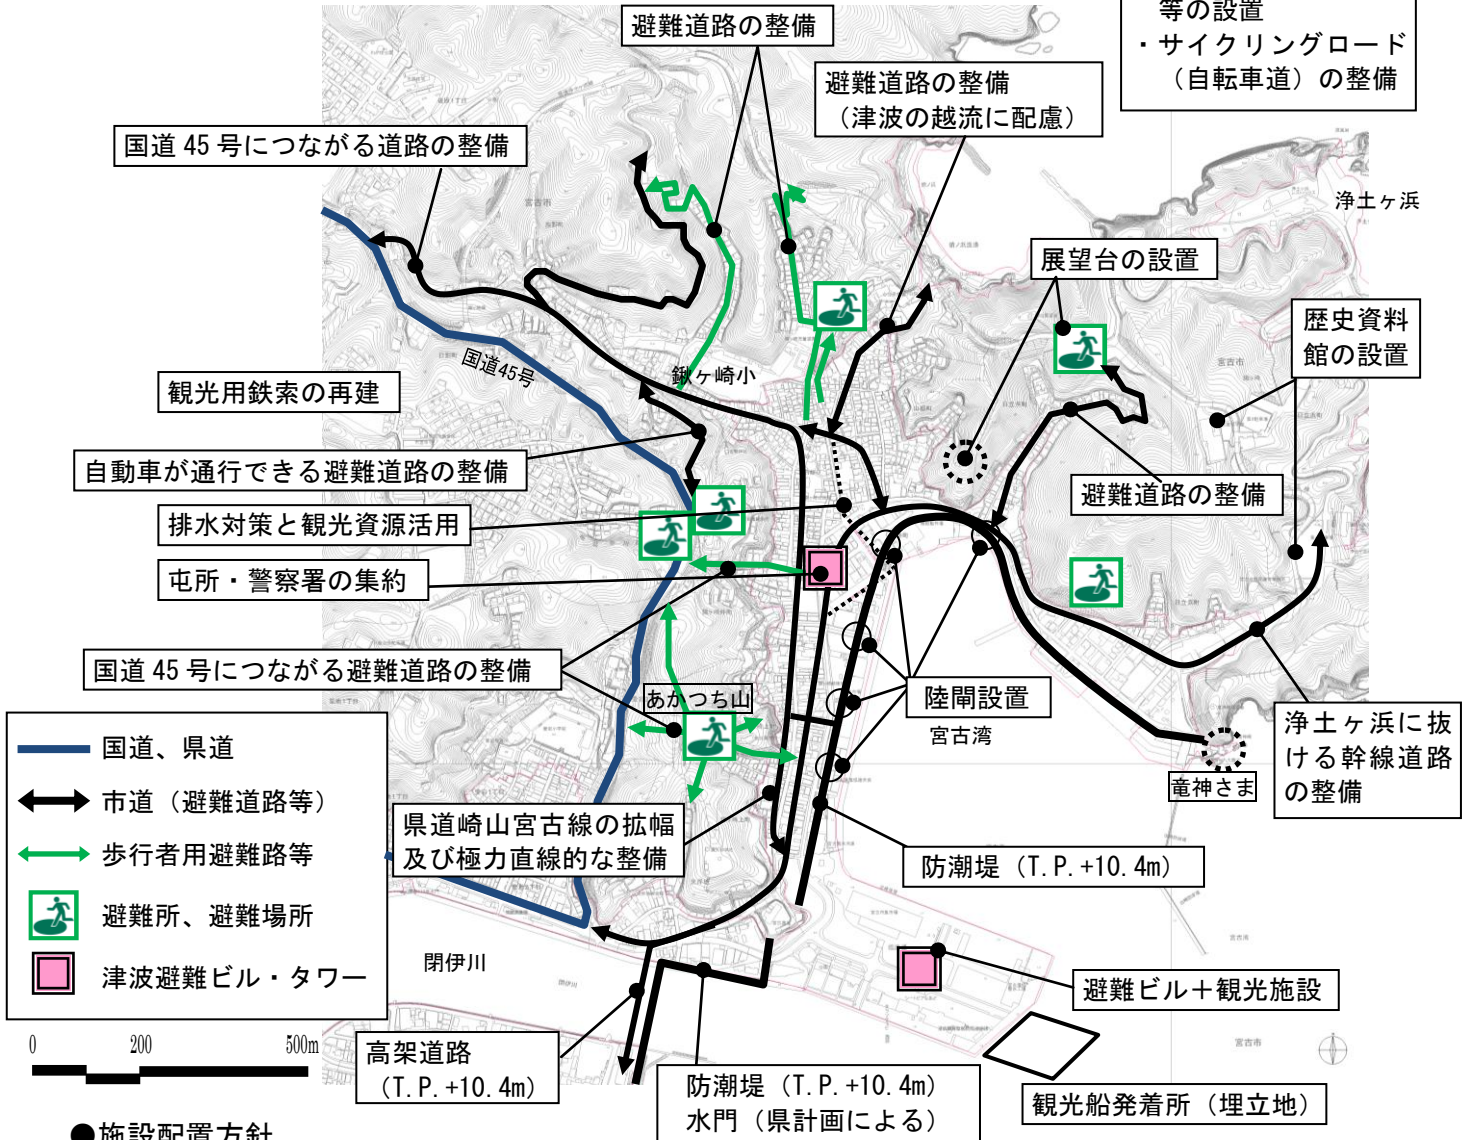 等の設置
・サイクリングロード
（自転車道）の整備
避難道路の整備
避難道路の整備
（津波の越流に配慮）
国道 45 号につながる道路の整備
浄土ヶ浜
展望台の設置
歴史資料
館の設置
国道45号
鍬ヶ崎小
観光用鉄索の再建
自動車が通行できる避難道路の整備
避難道路の整備
排水対策と観光資源活用
屯所・警察署の集約
国道 45 号につながる避難道路の整備
あかつち山
陸閘設置
宮古湾
浄土ヶ浜に抜
ける幹線道路
の整備
竜神さま
国道、県道
市道（避難道路等）
歩行者用避難路等
避難所、避難場所
津波避難ビル・タワー
県道崎山宮古線の拡幅
及び極力直線的な整備
防潮堤（T.P.+10.4m）
閉伊川
閉伊川
避難ビル＋観光施設
0 200 500m
高架道路
（T.P.+10.4m）
防潮堤（T.P.+10.4m）
水門（県計画による）
観光船発着所（埋立地）
宮古市
宮古市
宮古市
●施設配置方針